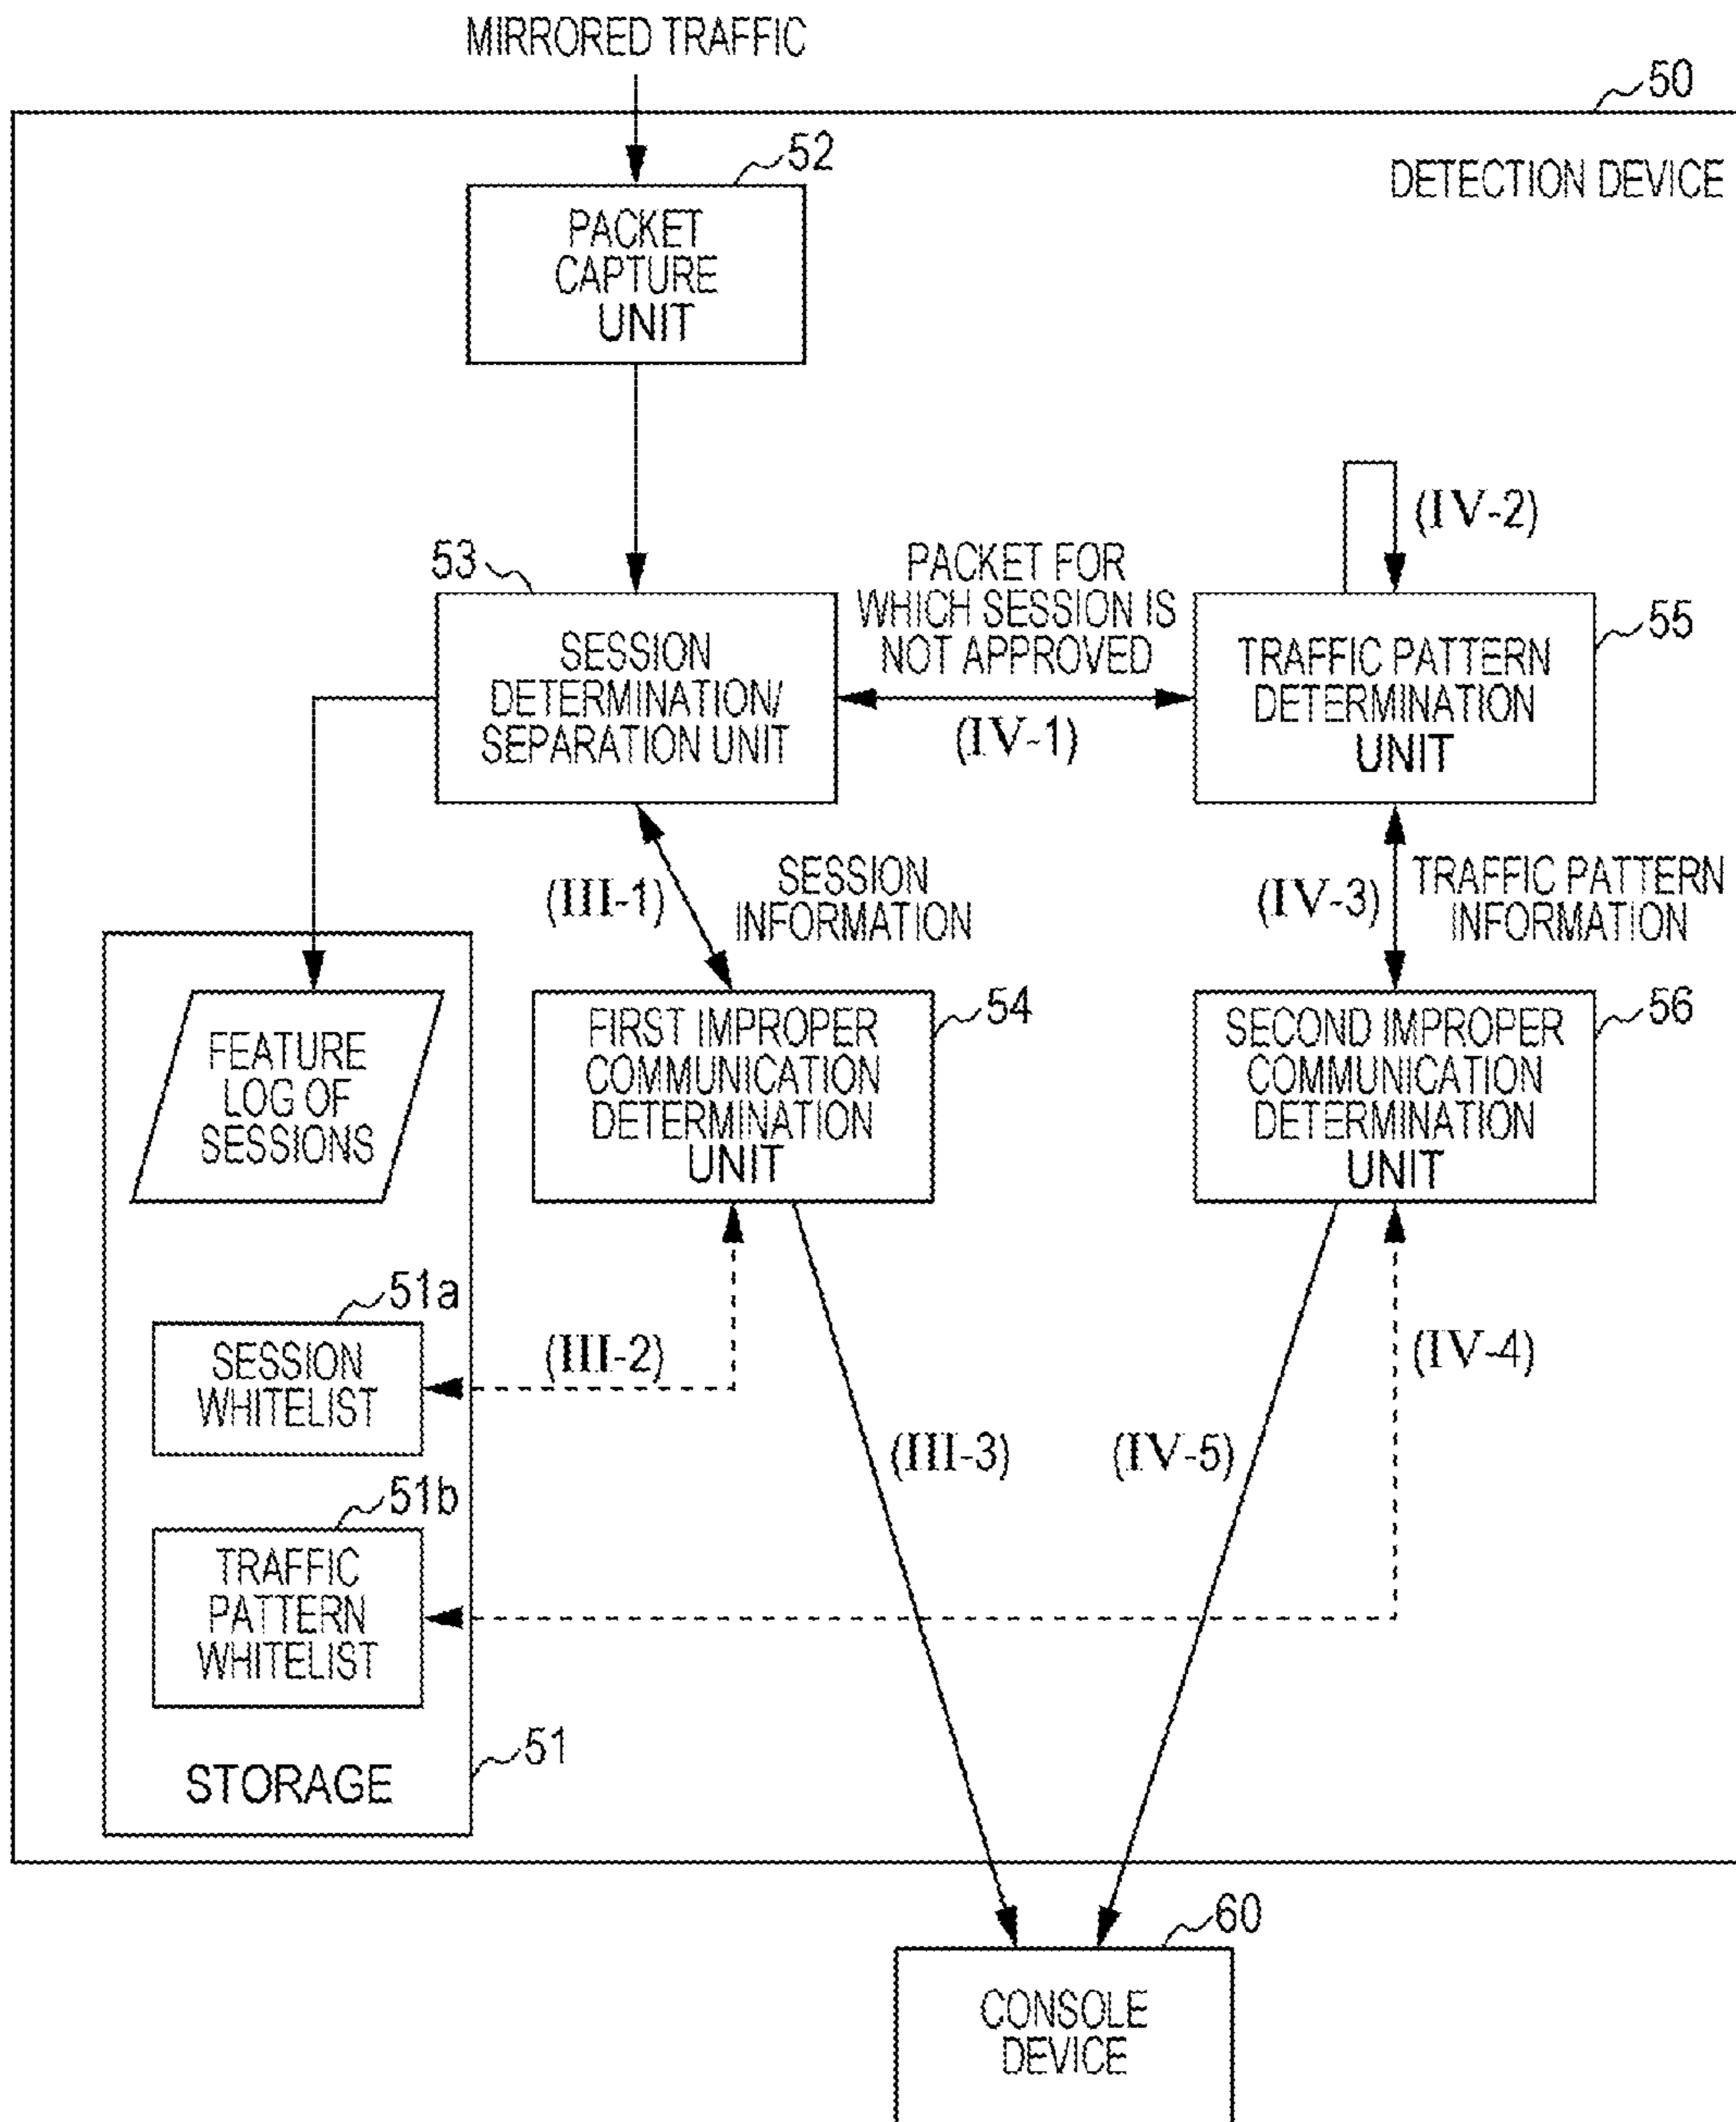 MIRRORED TRAFFIC
50
DETECTION DEVICE
52
PACKET
CAPTURE
UNIT
(IV-2)
53
SESSION
DETERMINATION/
SEPARATION UNIT
PACKET FOR
WHICH SESSION IS
NOT APPROVED
(IV-1)
55
TRAFFIC PATTERN
DETERMINATION
UNIT
(III-1)
SESSION
INFORMATION
(IV-3)
TRAFFIC PATTERN
INFORMATION
FEATURE
LOG OF
SESSIONS
54
FIRST IMPROPER
COMMUNICATION
DETERMINATION
UNIT
56
SECOND IMPROPER
COMMUNICATION
DETERMINATION
UNIT
51a
SESSION
WHITELIST
(III-2)
(IV-4)
(III-3)
(IV-5)
51b
TRAFFIC
PATTERN
WHITELIST
51
STORAGE
60
CONSOLE
DEVICE